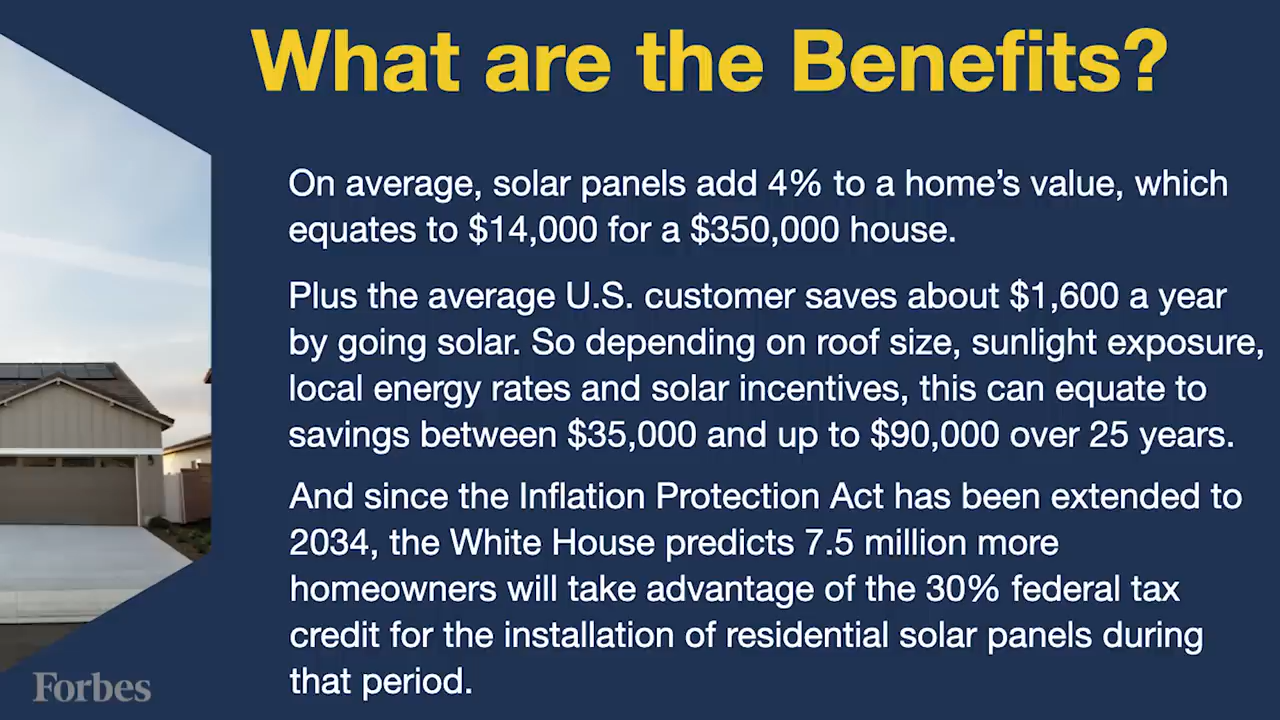 What are the Benefits?
On average, solar panels add 4% to a home’s value, which
equates to $14,000 for a $350,000 house.
Plus the average U.S. customer saves about $1,600 a year
by going solar. So depending on roof size, sunlight exposure,
local energy rates and solar incentives, this can equate to
savings between $35,000 and up to $90,000 over 25 years.
And since the Inflation Protection Act has been extended to
2034, the White House predicts 7.5 million more
homeowners will take advantage of the 30% federal tax
credit for the installation of residential solar panels during
that period.
Forbes